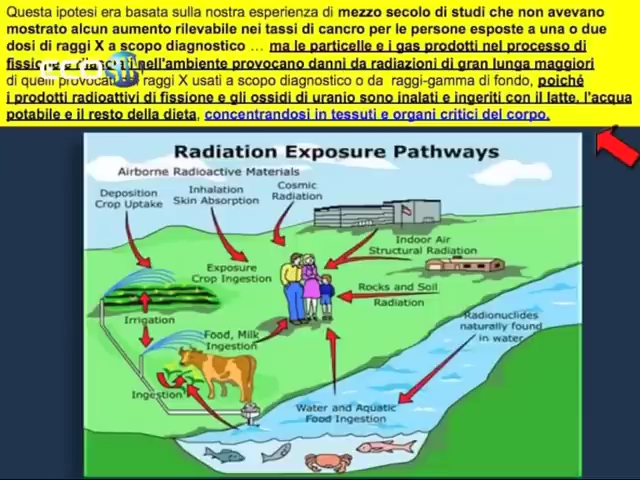 Questa ipotesi era basata sulla nostra esperienza di mezzo secolo di studi che non avevano
mostrato alcun aumento rilevabile nei tassi di cancro per le persone esposte a una o due
dosi di raggi X a scopo diagnostico … ma le particelle e i gas prodotti nel processo di
nell'ambiente provocano danni da radiazioni di gran lunga maggiori
di quelli raggi X usati a scopo diagnostico o da raggi-gamma di fondo, poiché
i prodotti radioattivi di fissione e gli ossidi di uranio sono inalati e ingeriti con il latte, l'acqua
potabile e il resto della dieta, concentrandosi in tessuti e organi critici del corpo.
Radiation Exposure Pathways
Airborne Radioactive Materials
Deposition
Crop Uptake
Inhalation
Skin Absorption
Cosmic
Radiation
Indoor Air
Structural Radiation
Exposure
Crop Ingestion
Rocks and Soil
Radiation
Irrigation
Food, Milk
Ingestion
Radionuclides
naturally found
in water
Ingestion
Water and Aquatic
Food Ingestion